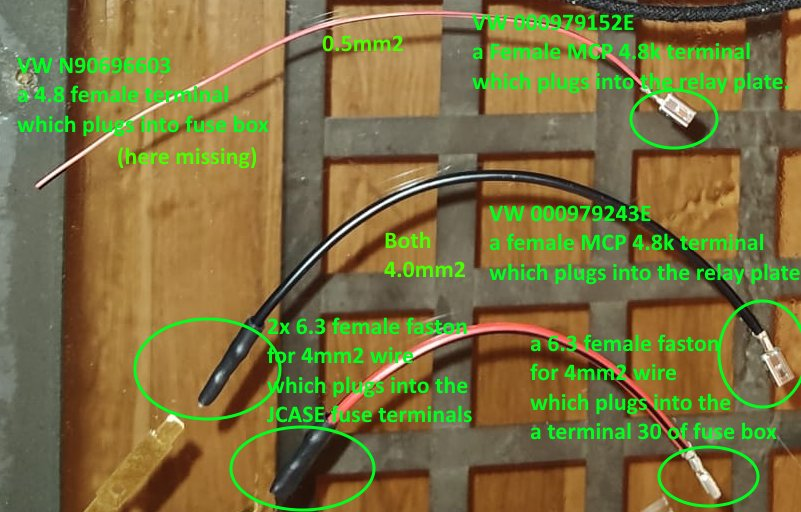 VW N90696603
a 4.8 female terminal
which plugs into fuse box
(here missing)
0.5mm2
VW 000979152E
a Female MCP 4.8k terminal
which plugs into the relay plate.
Both
4.0mm2
VW 000979243E
a female MCP 4.8k terminal
which plugs into the relay plate
2x 6.3 female faston
for 4mm2 wire
which plugs into the
JCASE fuse terminals
a 6.3 female faston
for 4mm2 wire
which plugs into the
a terminal 30 of fuse box